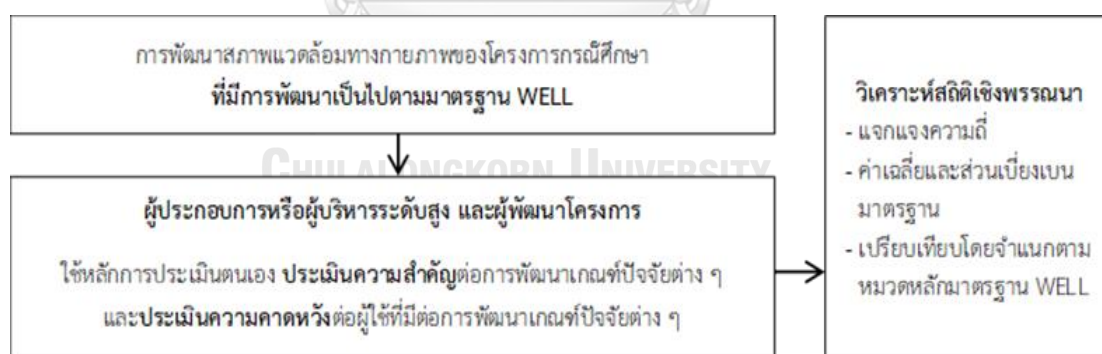 การพัฒนาสภาพแวดล้อมทางกายภาพของโครงการกรณีศึกษา
ที่มีการพัฒนาเป็นไปตามมาตรฐาน WELL
CHULALONGKORN UNIVERSITY
ผู้ประกอบการหรือผู้บริหารระดับสูง และผู้พัฒนาโครงการ
ใช้หลักการประเมินตนเอง ประเมินความสำคัญต่อการพัฒนาเกณฑ์ปัจจัยต่าง ๆ
และประเมินความคาดหวังต่อผู้ใช้ที่มีต่อการพัฒนาเกณฑ์ปัจจัยต่าง ๆ
วิเคราะห์สถิติเชิงพรรณนา
- แจกแจงความถี่
- ค่าเฉลี่ยและส่วนเบี่ยงเบน
มาตรฐาน
- เปรียบเทียบโดยจำแนกตาม
หมวดหลักมาตรฐาน WELL